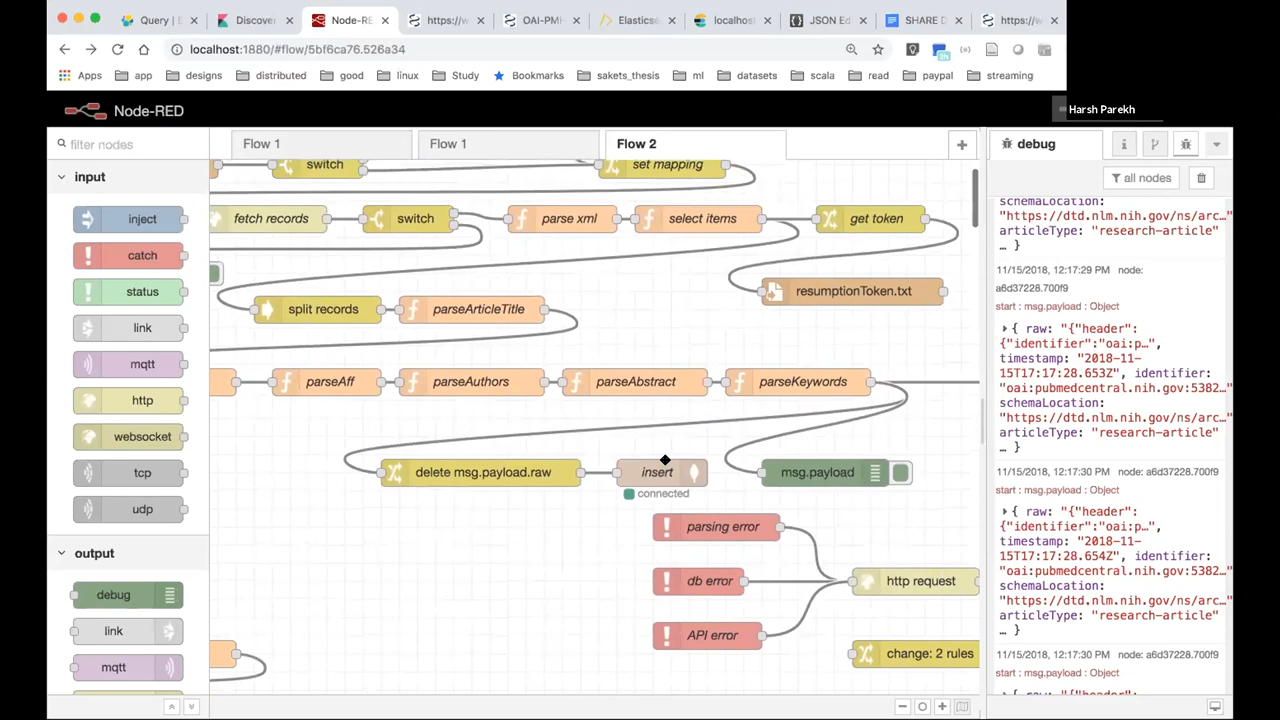 Query | E
Discover
Node-RE
https://w
OAI-PMH
Elasticse
localhost
JSON Ed
SHARE D
https://w
localhost:1880/#flow/5bf6ca76.526a34
Apps
app
designs
distributed
good
linux
Study
Bookmarks
sakets_thesis
ml
datasets
scala
read
paypal
streaming
Node-RED
Harsh Parekh
filter nodes
Flow 1
Flow 1
Flow 2
debug
all nodes
input
inject
catch
status
link
mqtt
http
websocket
tcp
udp
output
debug
link
mqtt
switch
set mapping
fetch records
switch
parse xml
select items
get token
resumptionToken.txt
split records
parseArticleTitle
parseAff
parseAuthors
parseAbstract
parseKeywords
delete msg.payload.raw
insert
connected
msg.payload
parsing error
db error
API error
http request
change: 2 rules
schemaLocation:
"https://dtd.nlm.nih.gov/ns/arc…
articleType: "research-article"
… }
11/15/2018, 12:17:29 PM node:
a6d37228.700f9
start : msg.payload : Object
{ raw: "{"header":
{"identifier":"oai:p…",
timestamp: "2018-11-
15T17:17:28.653Z", identifier:
"oai:pubmedcentral.nih.gov:5382…
schemaLocation:
"https://dtd.nlm.nih.gov/ns/arc…
articleType: "research-article"
… }
11/15/2018, 12:17:30 PM node: a6d37228.700f9
start : msg.payload : Object
{ raw: "{"header":
{"identifier":"oai:p…",
timestamp: "2018-11-
15T17:17:28.654Z", identifier:
"oai:pubmedcentral.nih.gov:5382…
schemaLocation:
"https://dtd.nlm.nih.gov/ns/arc…
articleType: "research-article"
… }
11/15/2018, 12:17:30 PM node: a6d37228.700f9
start : msg.payload : Object
{ raw: "{"header":